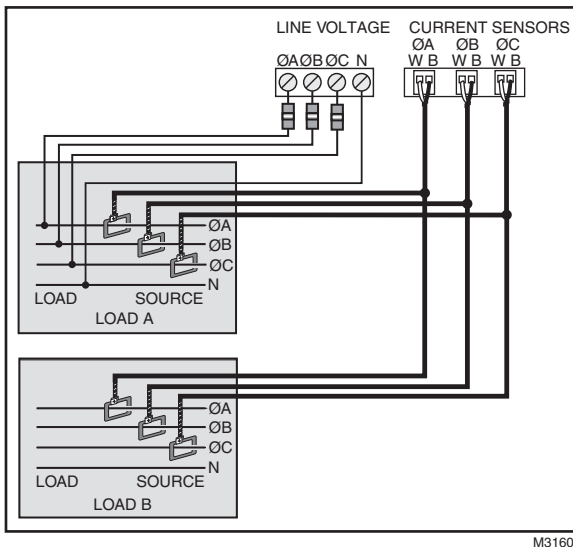 LINE VOLTAGE
CURRENT SENSORS
ØA ØB ØC
ØAØBØC N
W B W B W B
ØA
ØB
ØC
N
LOAD SOURCE
LOAD A
ØA
ØB
ØC
N
LOAD SOURCE
LOAD B
M3160